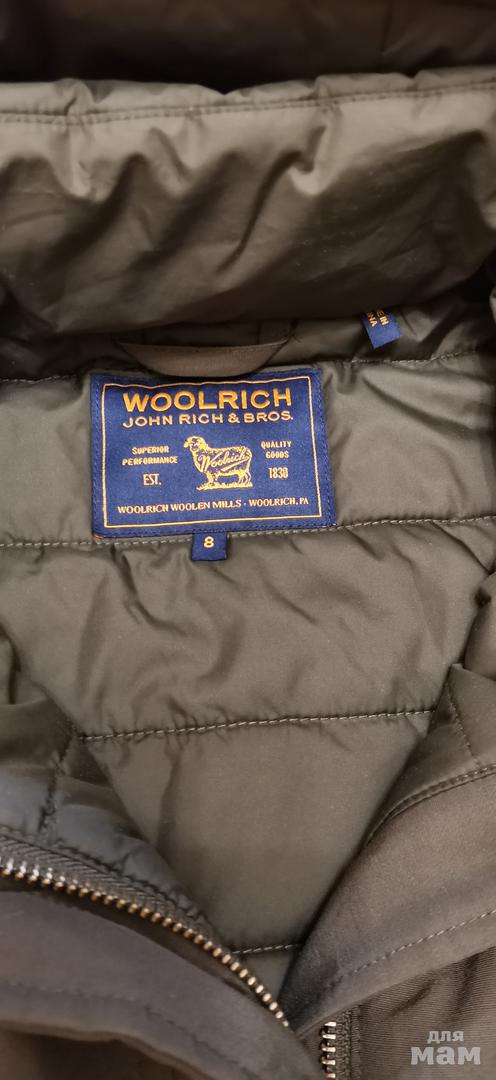 WOOLRICH
JOHN RICH & BROS.
SUPERIOR
PERFORMANCE
EST.
Woolrich
QUALITY
GOODS
1830
WOOLRICH WOOLEN MILLS · WOOLRICH, PA
8
для
мам